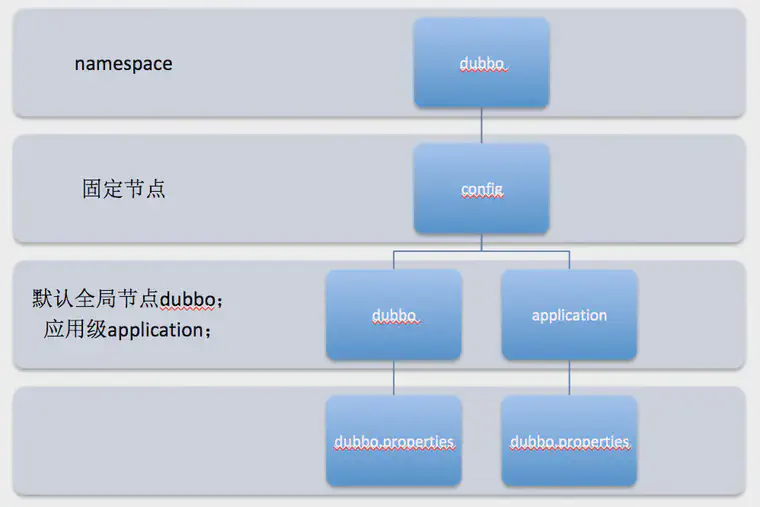 namespace
dubbo
固定节点
config
默认全局节点dubbo；
应用级application；
dubbo
application
dubbo.properties
dubbo.properties